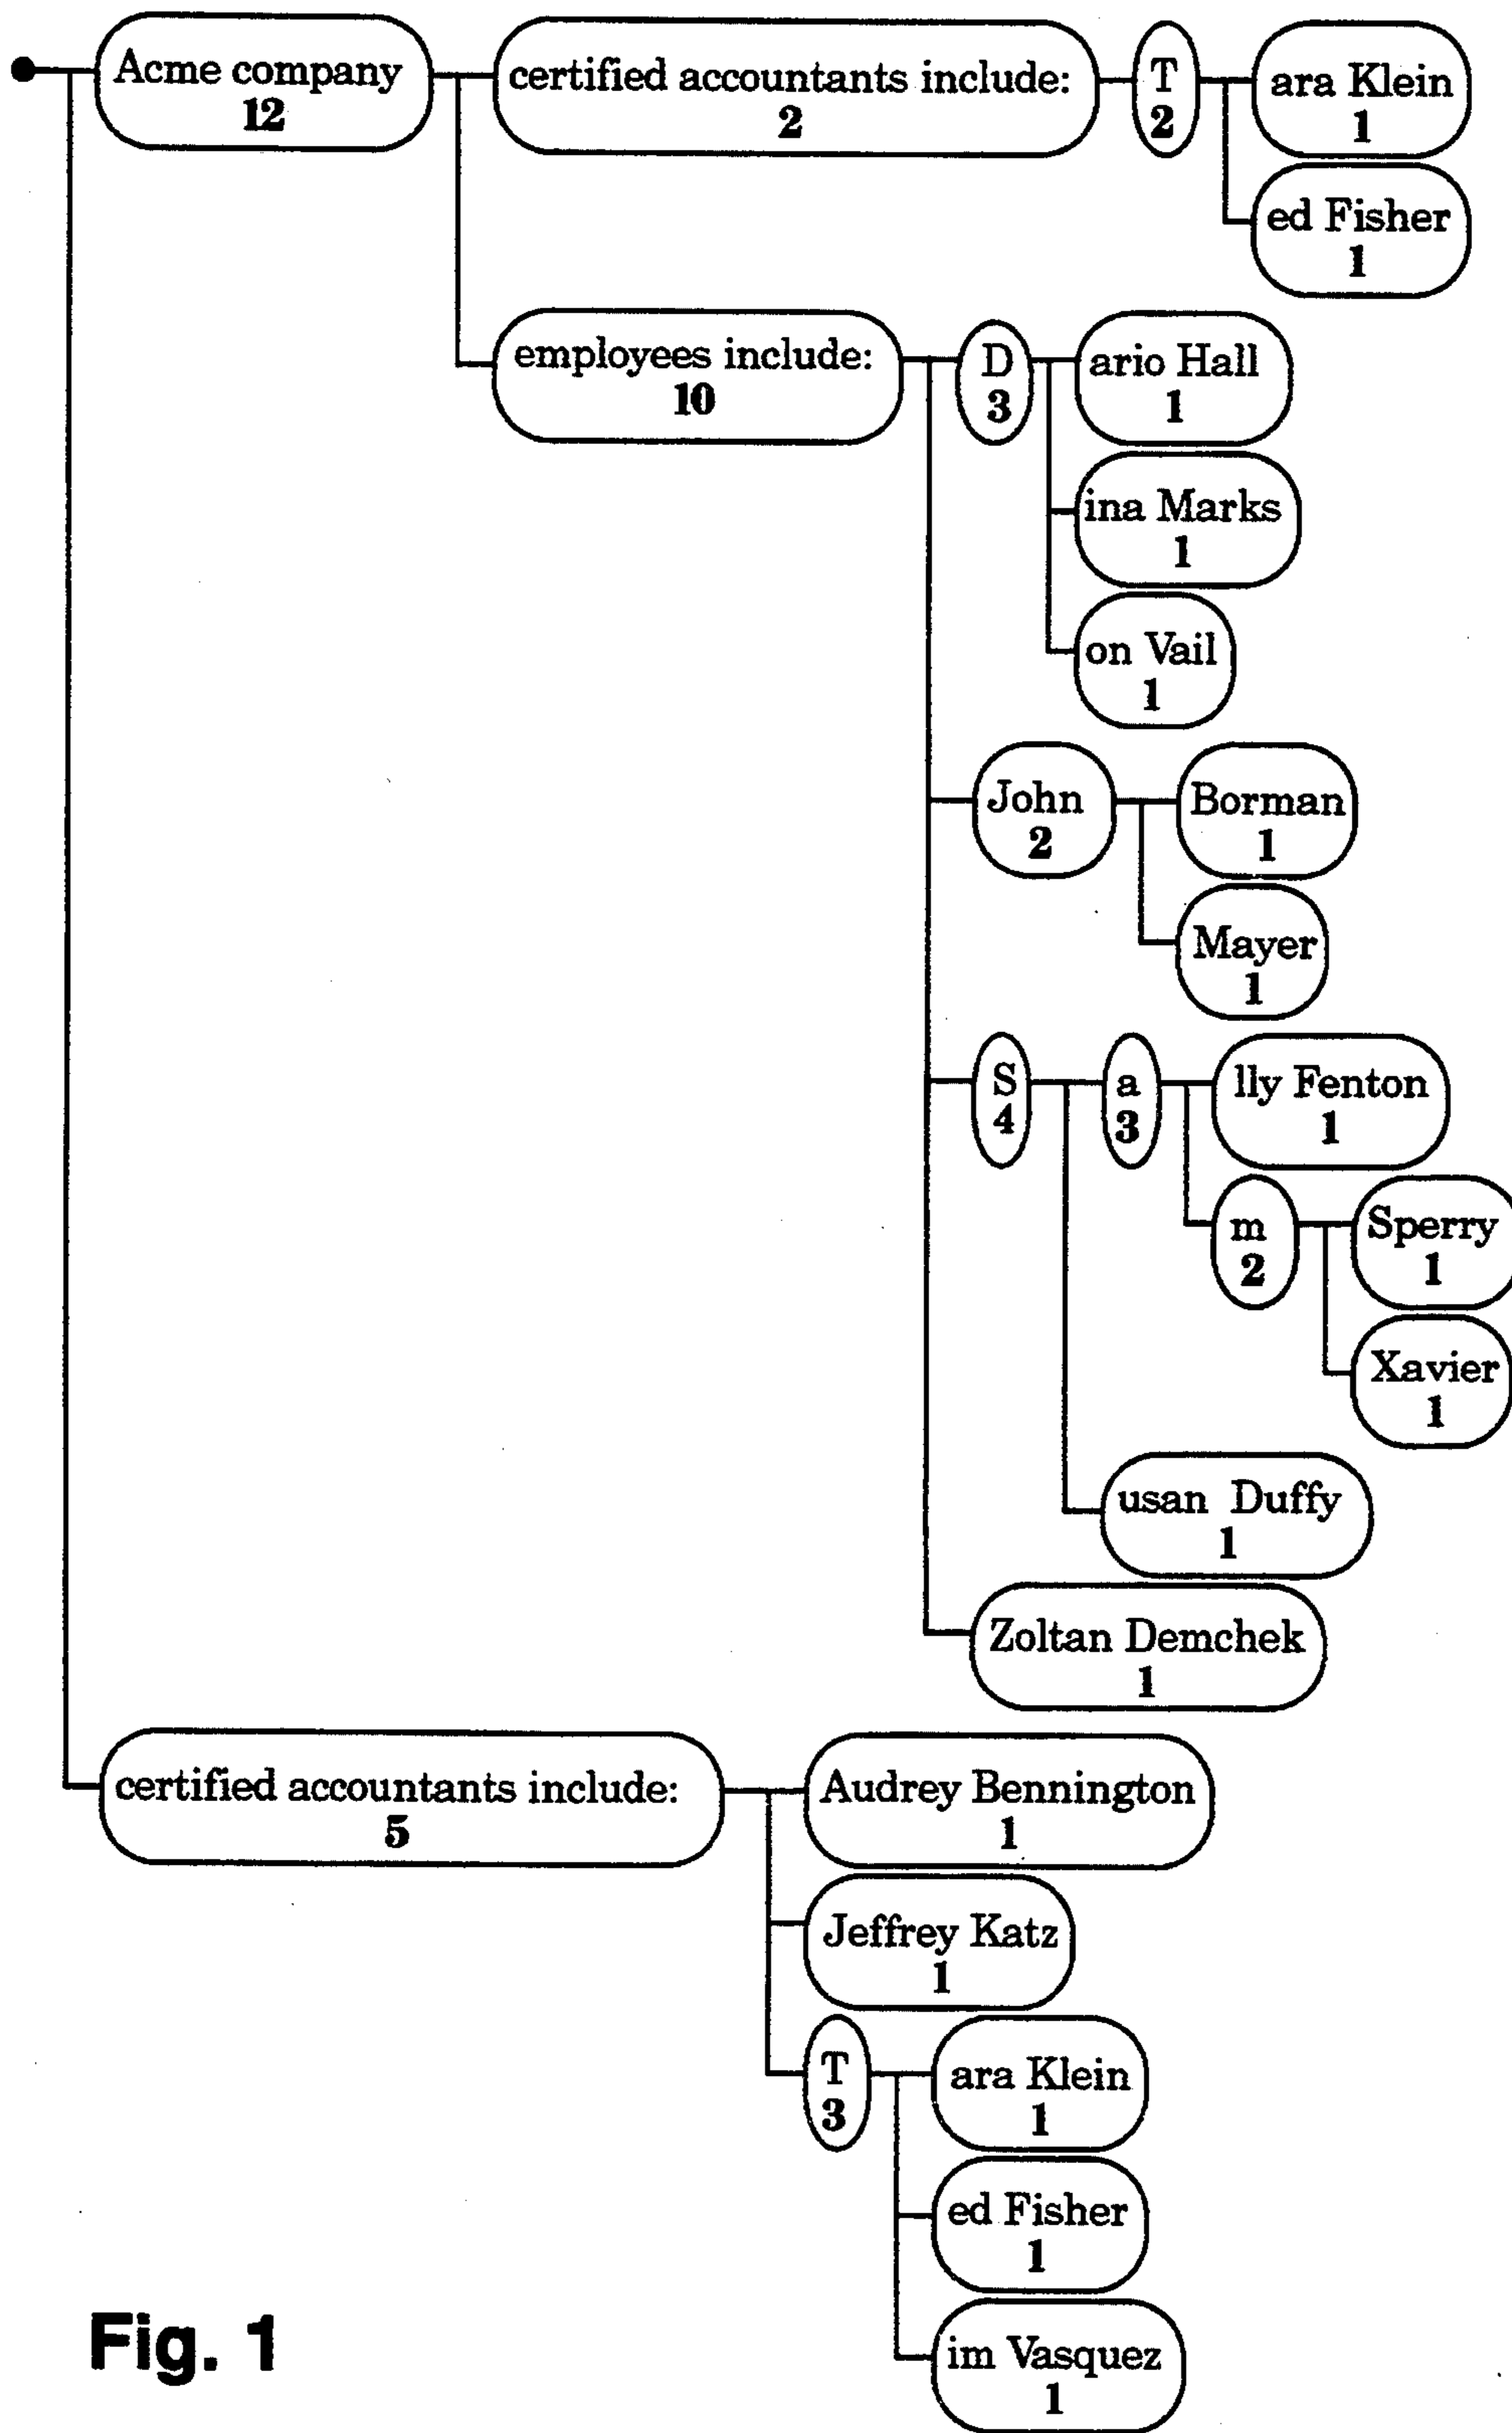 Acme company
12
certified accountants include:
2
T
2
ara Klein
1
ed Fisher
1
employees include:
10
D
3
ario Hall
1
ina Marks
1
on Vail
1
John
2
Borman
1
Mayer
1
S
4
a
3
lly Fenton
1
m
2
Sperry
1
Xavier
1
usan Duffy
1
Zoltan Demchek
1
certified accountants include:
5
Audrey Bennington
1
Jeffrey Katz
1
T
3
ara Klein
1
ed Fisher
1
im Vasquez
1
Fig. 1